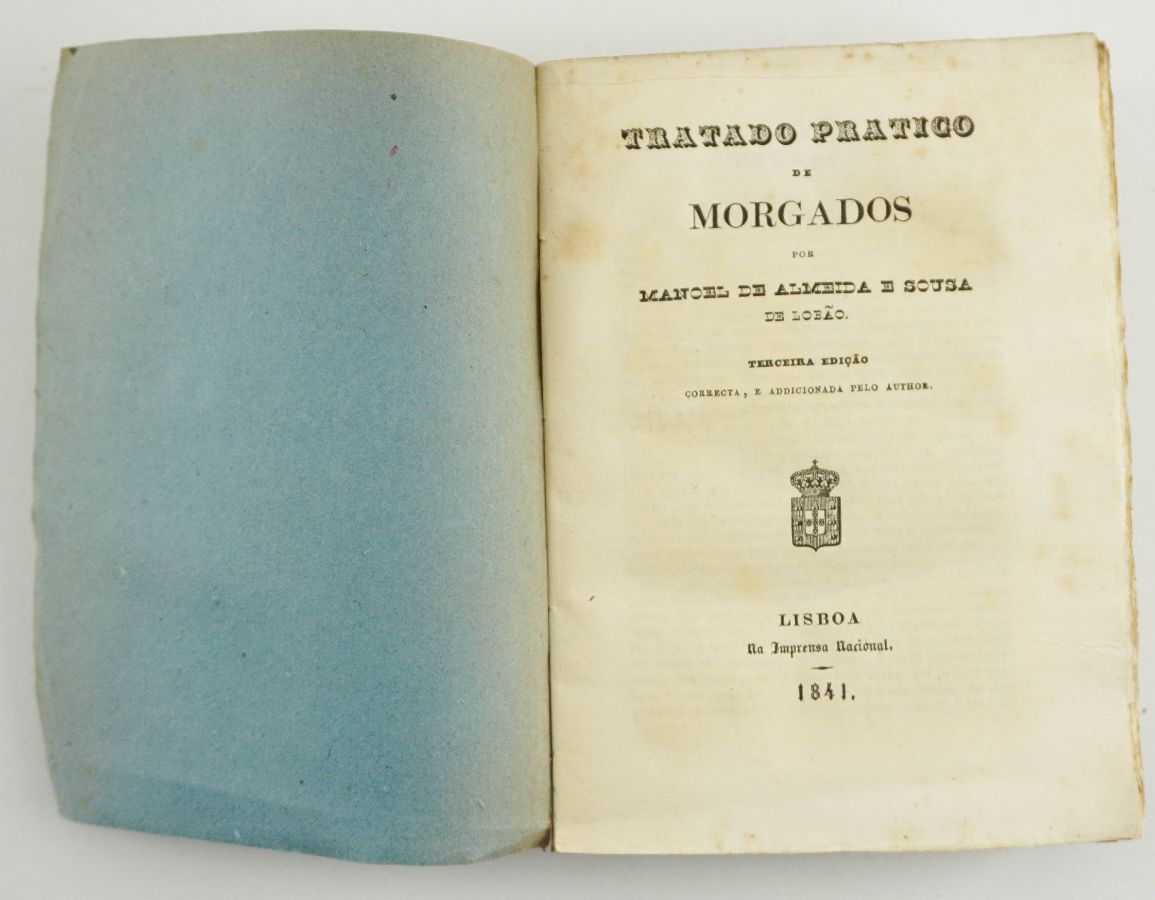 TRATADO PRATICO
DE
MORGADOS
POR
MANOEL DE ALMEIDA E SOUSA
DE LOBÃO.
TERCEIRA EDIÇÃO
CORRECTA, E ADDICIONADA PELO AUTHOR.
LISBOA
Na Imprensa Nacional.
1841.